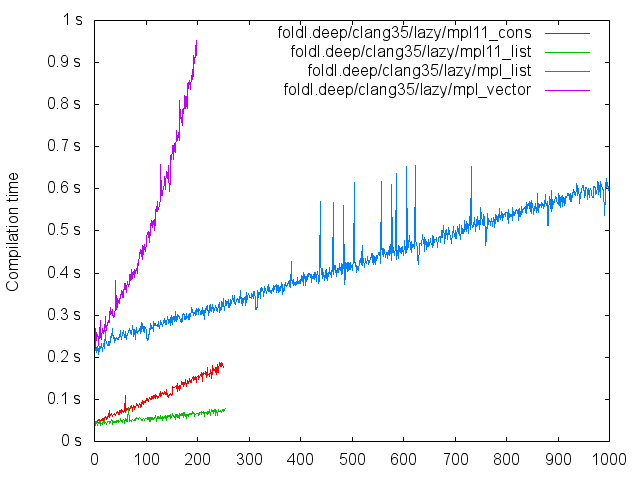 1 s
0.9 s
0.8 s
0.7 s
0.6 s
0.5 s
0.4 s
0.3 s
0.2 s
0.1 s
0 s
Compilation time
foldl.deep/clang35/lazy/mpl11_cons
foldl.deep/clang35/lazy/mpl11_list
foldl.deep/clang35/lazy/mpl_list
foldl.deep/clang35/lazy/mpl_vector
0 100 200 300 400 500 600 700 800 900 1000